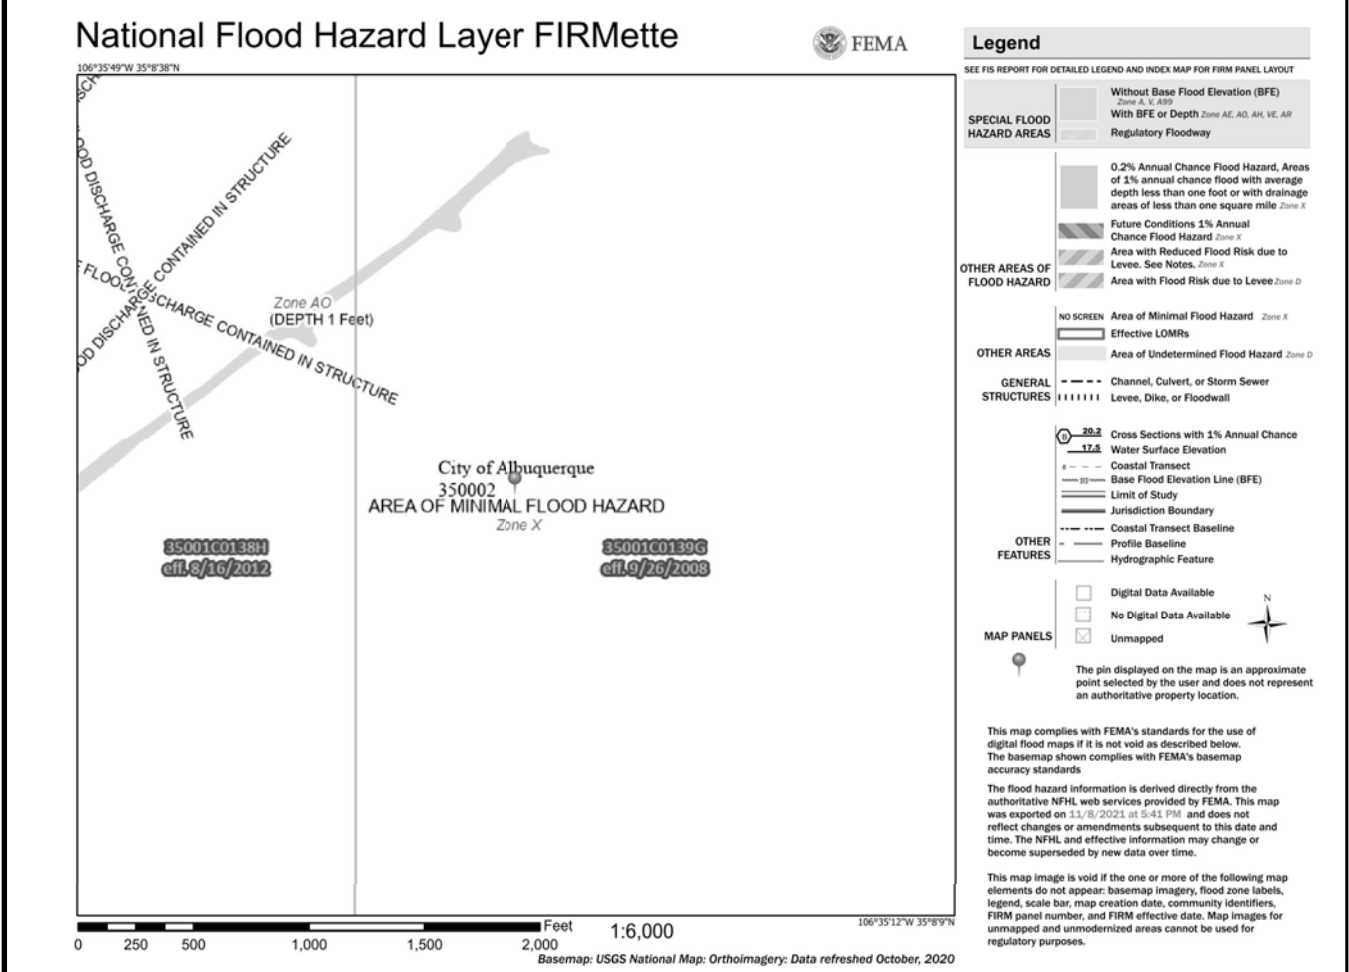 National Flood Hazard Layer FIRMette
FEMA
106°35'49"W 35°8'38"N
FLOOD DISCHARGE CONTAINED IN STRUCTURE
DISCHARGE CONTAINED IN STRUCTURE
FLOOD DISCHARGE CONTAINED IN STRUCTURE
Zone AO
(DEPTH 1 Feet)
City of Albuquerque
350002
AREA OF MINIMAL FLOOD HAZARD
Zone X
35001C0138H
eff. 8/16/2012
35001C0139G
eff. 9/26/2008
106°35'12"W 35°8'9"N
0 250 500 1,000 1,500 2,000
Feet
1:6,000
Basemap: USGS National Map: Orthoimagery: Data refreshed October, 2020
Legend
SEE FIS REPORT FOR DETAILED LEGEND AND INDEX MAP FOR FIRM PANEL LAYOUT
SPECIAL FLOOD
HAZARD AREAS
Without Base Flood Elevation (BFE)
Zone A, V, A99
With BFE or Depth Zone AE, AO, AH, VE, AR
Regulatory Floodway
OTHER AREAS OF
FLOOD HAZARD
0.2% Annual Chance Flood Hazard, Areas
of 1% annual chance flood with average
depth less than one foot or with drainage
areas of less than one square mile Zone X
Future Conditions 1% Annual
Chance Flood Hazard Zone X
Area with Reduced Flood Risk due to
Levee. See Notes. Zone X
Area with Flood Risk due to Levee Zone D
OTHER AREAS
NO SCREEN Area of Minimal Flood Hazard Zone X
Effective LOMRs
Area of Undetermined Flood Hazard Zone D
GENERAL
STRUCTURES
Channel, Culvert, or Storm Sewer
Levee, Dike, or Floodwall
OTHER
FEATURES
B 20.2 Cross Sections with 1% Annual Chance
17.5 Water Surface Elevation
8 Coastal Transect
513 Base Flood Elevation Line (BFE)
Limit of Study
Jurisdiction Boundary
Coastal Transect Baseline
Profile Baseline
Hydrographic Feature
MAP PANELS
Digital Data Available
No Digital Data Available
Unmapped
N
The pin displayed on the map is an approximate
point selected by the user and does not represent
an authoritative property location.
This map complies with FEMA's standards for the use of
digital flood maps if it is not void as described below.
The basemap shown complies with FEMA's basemap
accuracy standards
The flood hazard information is derived directly from the
authoritative NFHL web services provided by FEMA. This map
was exported on 11/8/2021 at 5:41 PM and does not
reflect changes or amendments subsequent to this date and
time. The NFHL and effective information may change or
become superseded by new data over time.
This map image is void if the one or more of the following map
elements do not appear: basemap imagery, flood zone labels,
legend, scale bar, map creation date, community identifiers,
FIRM panel number, and FIRM effective date. Map images for
unmapped and unmodernized areas cannot be used for
regulatory purposes.